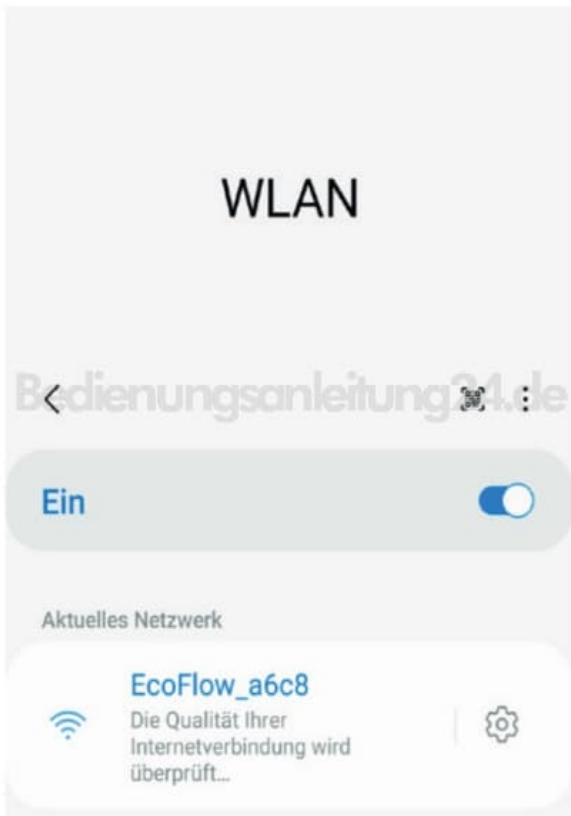 WLAN
Bedienungsanleitung24.de
Ein
Aktuelles Netzwerk
EcoFlow_a6c8
Die Qualität Ihrer
Internetverbindung wird
überprüft...